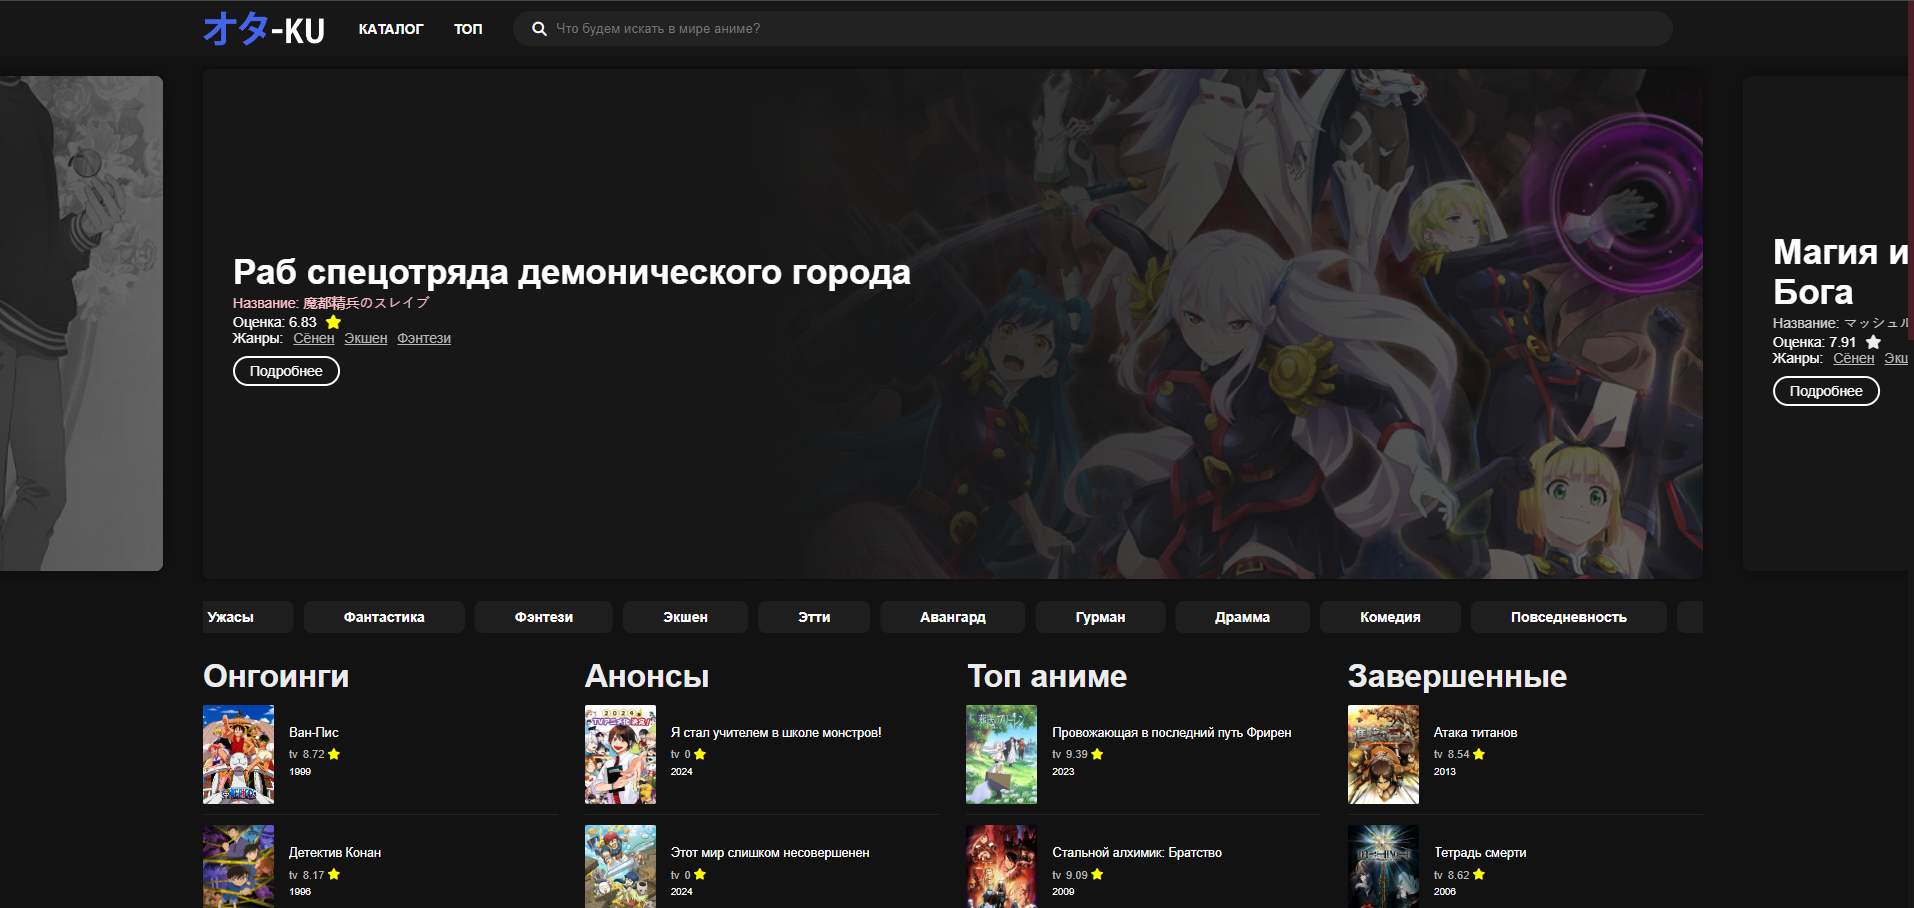 オタ-KU
КАТАЛОГ
ТОП
Что будем искать в мире аниме?
Раб спецотряда демонического города
Название: 魔都精兵のスレイブ
Оценка: 6.83
Жанры: Сёнен Экшен Фэнтези
Подробнее
Магия и
Бога
Название: マッシュル
Оценка: 7.91
Жанры: Сёнен Экш
Подробнее
Ужасы
Фантастика
Фэнтези
Экшен
Этти
Авангард
Гурман
Драмма
Комедия
Повседневность
Онгоинги
Ван-Пис
tv 8.72
1999
Детектив Конан
tv 8.17
1996
Анонсы
Я стал учителем в школе монстров!
tv 0
2024
Этот мир слишком несовершенен
tv 0
2024
Топ аниме
Провожающая в последний путь Фрирен
tv 9.39
2023
Стальной алхимик: Братство
tv 9.09
2009
Завершенные
Атака титанов
tv 8.54
2013
Тетрадь смерти
tv 8.62
2006